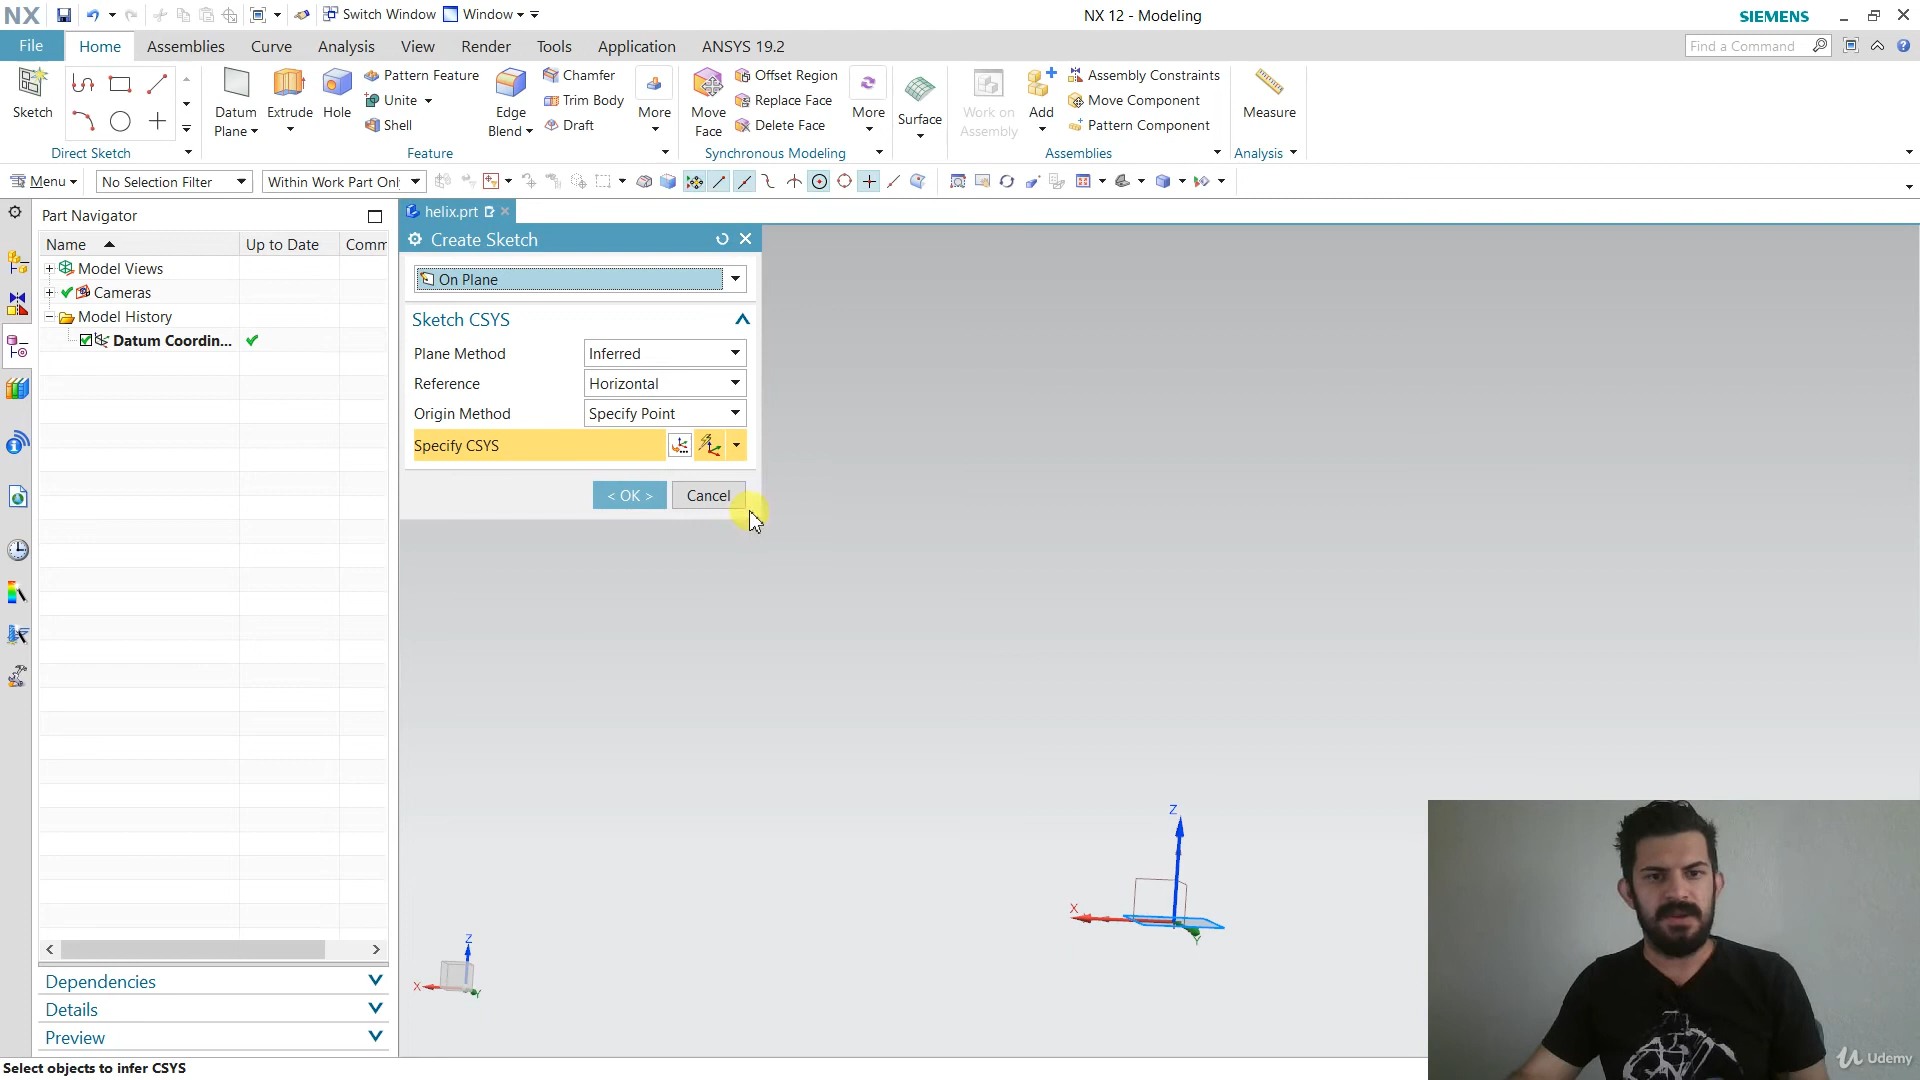 NX
Switch Window
Window
NX 12 - Modeling
SIEMENS
File
Home
Assemblies
Curve
Analysis
View
Render
Tools
Application
ANSYS 19.2
Find a Command
Sketch
Direct Sketch
Datum Plane
Extrude
Hole
Pattern Feature
Unite
Shell
Edge Blend
Chamfer
Trim Body
Draft
More
Feature
Move Face
Offset Region
Replace Face
Delete Face
More
Synchronous Modeling
Surface
Work on Assembly
Add
Assembly Constraints
Move Component
Pattern Component
Assemblies
Measure
Analysis
Menu
No Selection Filter
Within Work Part Onl
Part Navigator
Name
Up to Date
Comm
Model Views
Cameras
Model History
Datum Coordin...
Dependencies
Details
Preview
helix.prt
Create Sketch
On Plane
Sketch CSYS
Plane Method
Inferred
Reference
Horizontal
Origin Method
Specify Point
Specify CSYS
< OK >
Cancel
Z
X
Y
Z
X
Y
Select objects to infer CSYS
Udemy